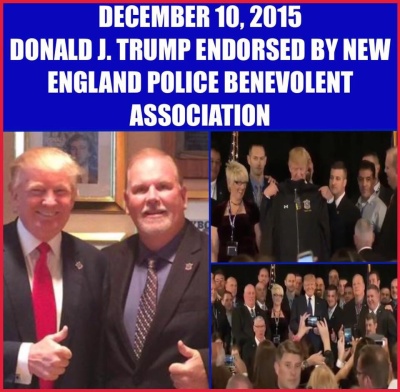 DECEMBER 10, 2015
DONALD J. TRUMP ENDORSED BY NEW
ENGLAND POLICE BENEVOLENT
ASSOCIATION